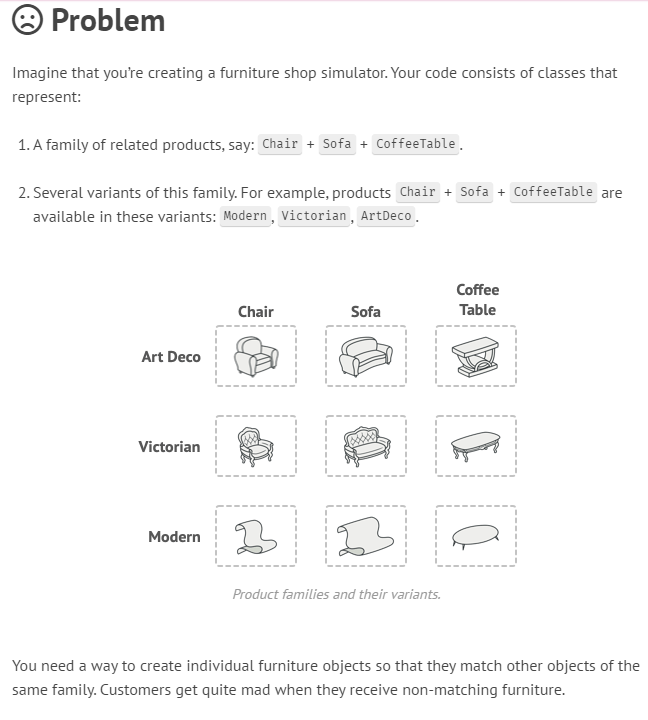 Problem
Imagine that you’re creating a furniture shop simulator. Your code consists of classes that
represent:
1. A family of related products, say: Chair + Sofa + CoffeeTable.
2. Several variants of this family. For example, products Chair + Sofa + CoffeeTable are
available in these variants: Modern, Victorian, ArtDeco.
Chair Sofa Coffee
Table
Art Deco
Victorian
Modern
Product families and their variants.
You need a way to create individual furniture objects so that they match other objects of the
same family. Customers get quite mad when they receive non-matching furniture.